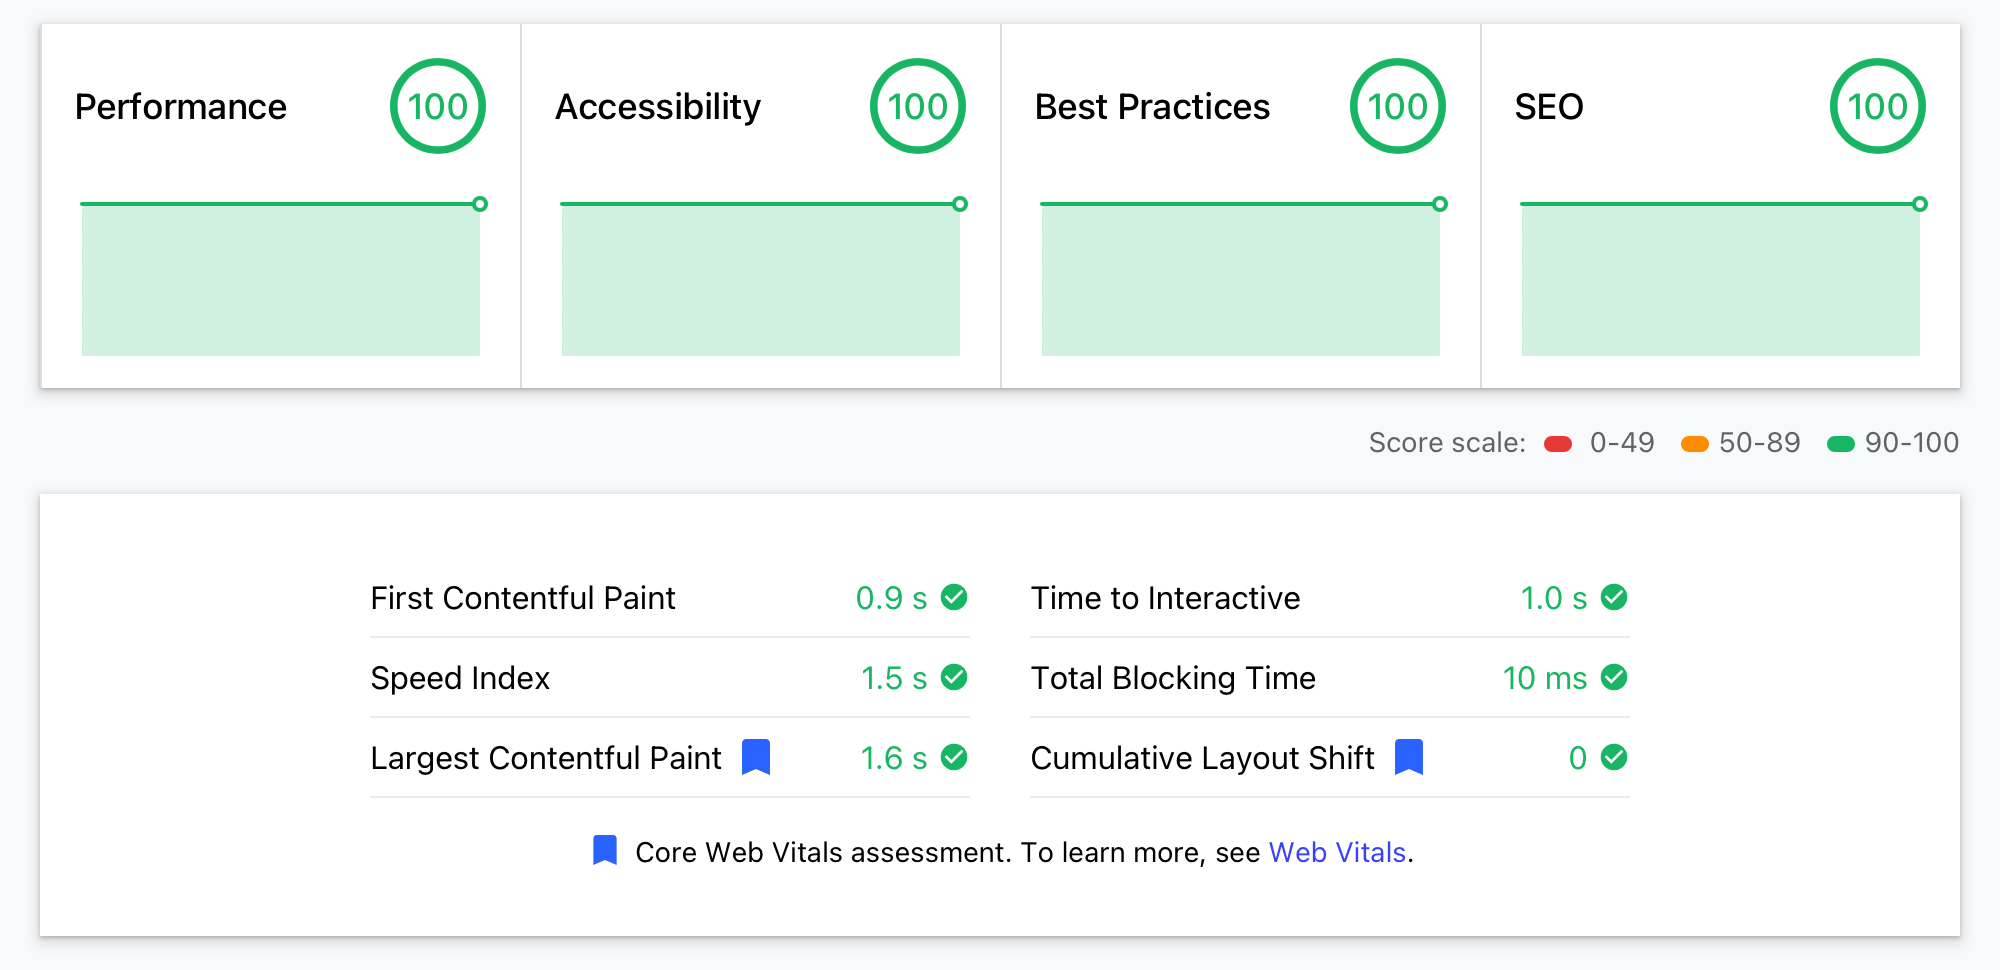 Performance 100
Accessibility 100
Best Practices 100
SEO 100
Score scale: 0-49 50-89 90-100
First Contentful Paint 0.9 s
Time to Interactive 1.0 s
Speed Index 1.5 s
Total Blocking Time 10 ms
Largest Contentful Paint 1.6 s
Cumulative Layout Shift 0
Core Web Vitals assessment. To learn more, see Web Vitals.